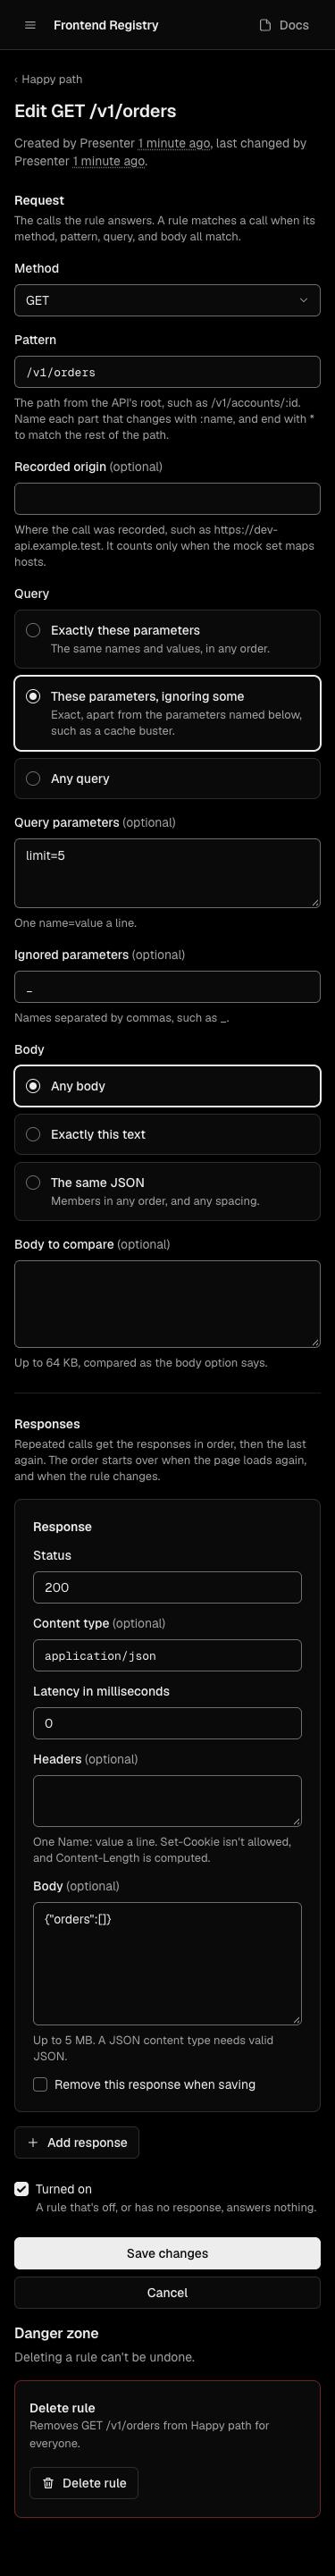 Frontend Registry
Docs
‹ Happy path
Edit GET /v1/orders
Created by Presenter 1 minute ago, last changed by
Presenter 1 minute ago.
Request
The calls the rule answers. A rule matches a call when its
method, pattern, query, and body all match.
Method
GET
Pattern
/v1/orders
The path from the API's root, such as /v1/accounts/:id.
Name each part that changes with :name, and end with *
to match the rest of the path.
Recorded origin (optional)
Where the call was recorded, such as https://dev-
api.example.test. It counts only when the mock set maps
hosts.
Query
Exactly these parameters
The same names and values, in any order.
These parameters, ignoring some
Exact, apart from the parameters named below,
such as a cache buster.
Any query
Query parameters (optional)
limit=5
One name=value a line.
Ignored parameters (optional)
_
Names separated by commas, such as _.
Body
Any body
Exactly this text
The same JSON
Members in any order, and any spacing.
Body to compare (optional)
Up to 64 KB, compared as the body option says.
Responses
Repeated calls get the responses in order, then the last
again. The order starts over when the page loads again,
and when the rule changes.
Response
Status
200
Content type (optional)
application/json
Latency in milliseconds
0
Headers (optional)
One Name: value a line. Set-Cookie isn't allowed,
and Content-Length is computed.
Body (optional)
{"orders":[]}
Up to 5 MB. A JSON content type needs valid
JSON.
Remove this response when saving
+ Add response
Turned on
A rule that's off, or has no response, answers nothing.
Save changes
Cancel
Danger zone
Deleting a rule can't be undone.
Delete rule
Removes GET /v1/orders from Happy path for
everyone.
Delete rule